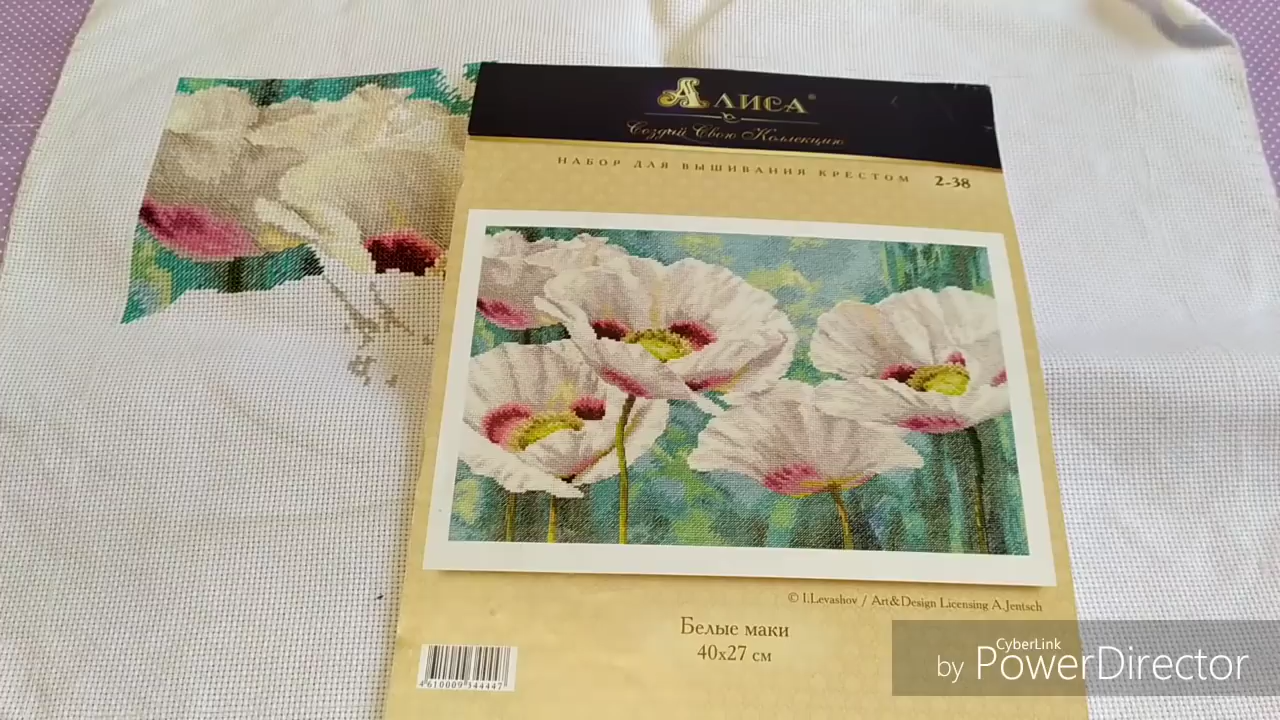 Алиса®
Создай Свою Коллекцию
НАБОР ДЛЯ ВЫШИВАНИЯ КРЕСТОМ 2-38
© I.Levashov / Art&Design Licensing A.Jentsch
Белые маки
40x27 см
4610009344447
CyberLink
by PowerDirector